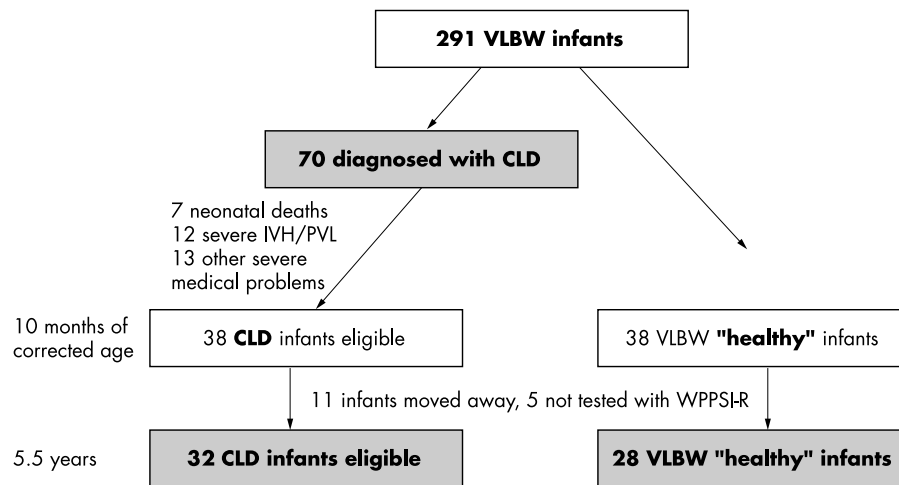 291 VLBW infants
70 diagnosed with CLD
7 neonatal deaths
12 severe IVH/PVL
13 other severe
medical problems
10 months of
corrected age
38 CLD infants eligible
38 VLBW "healthy" infants
11 infants moved away, 5 not tested with WPPSI-R
5.5 years
32 CLD infants eligible
28 VLBW "healthy" infants